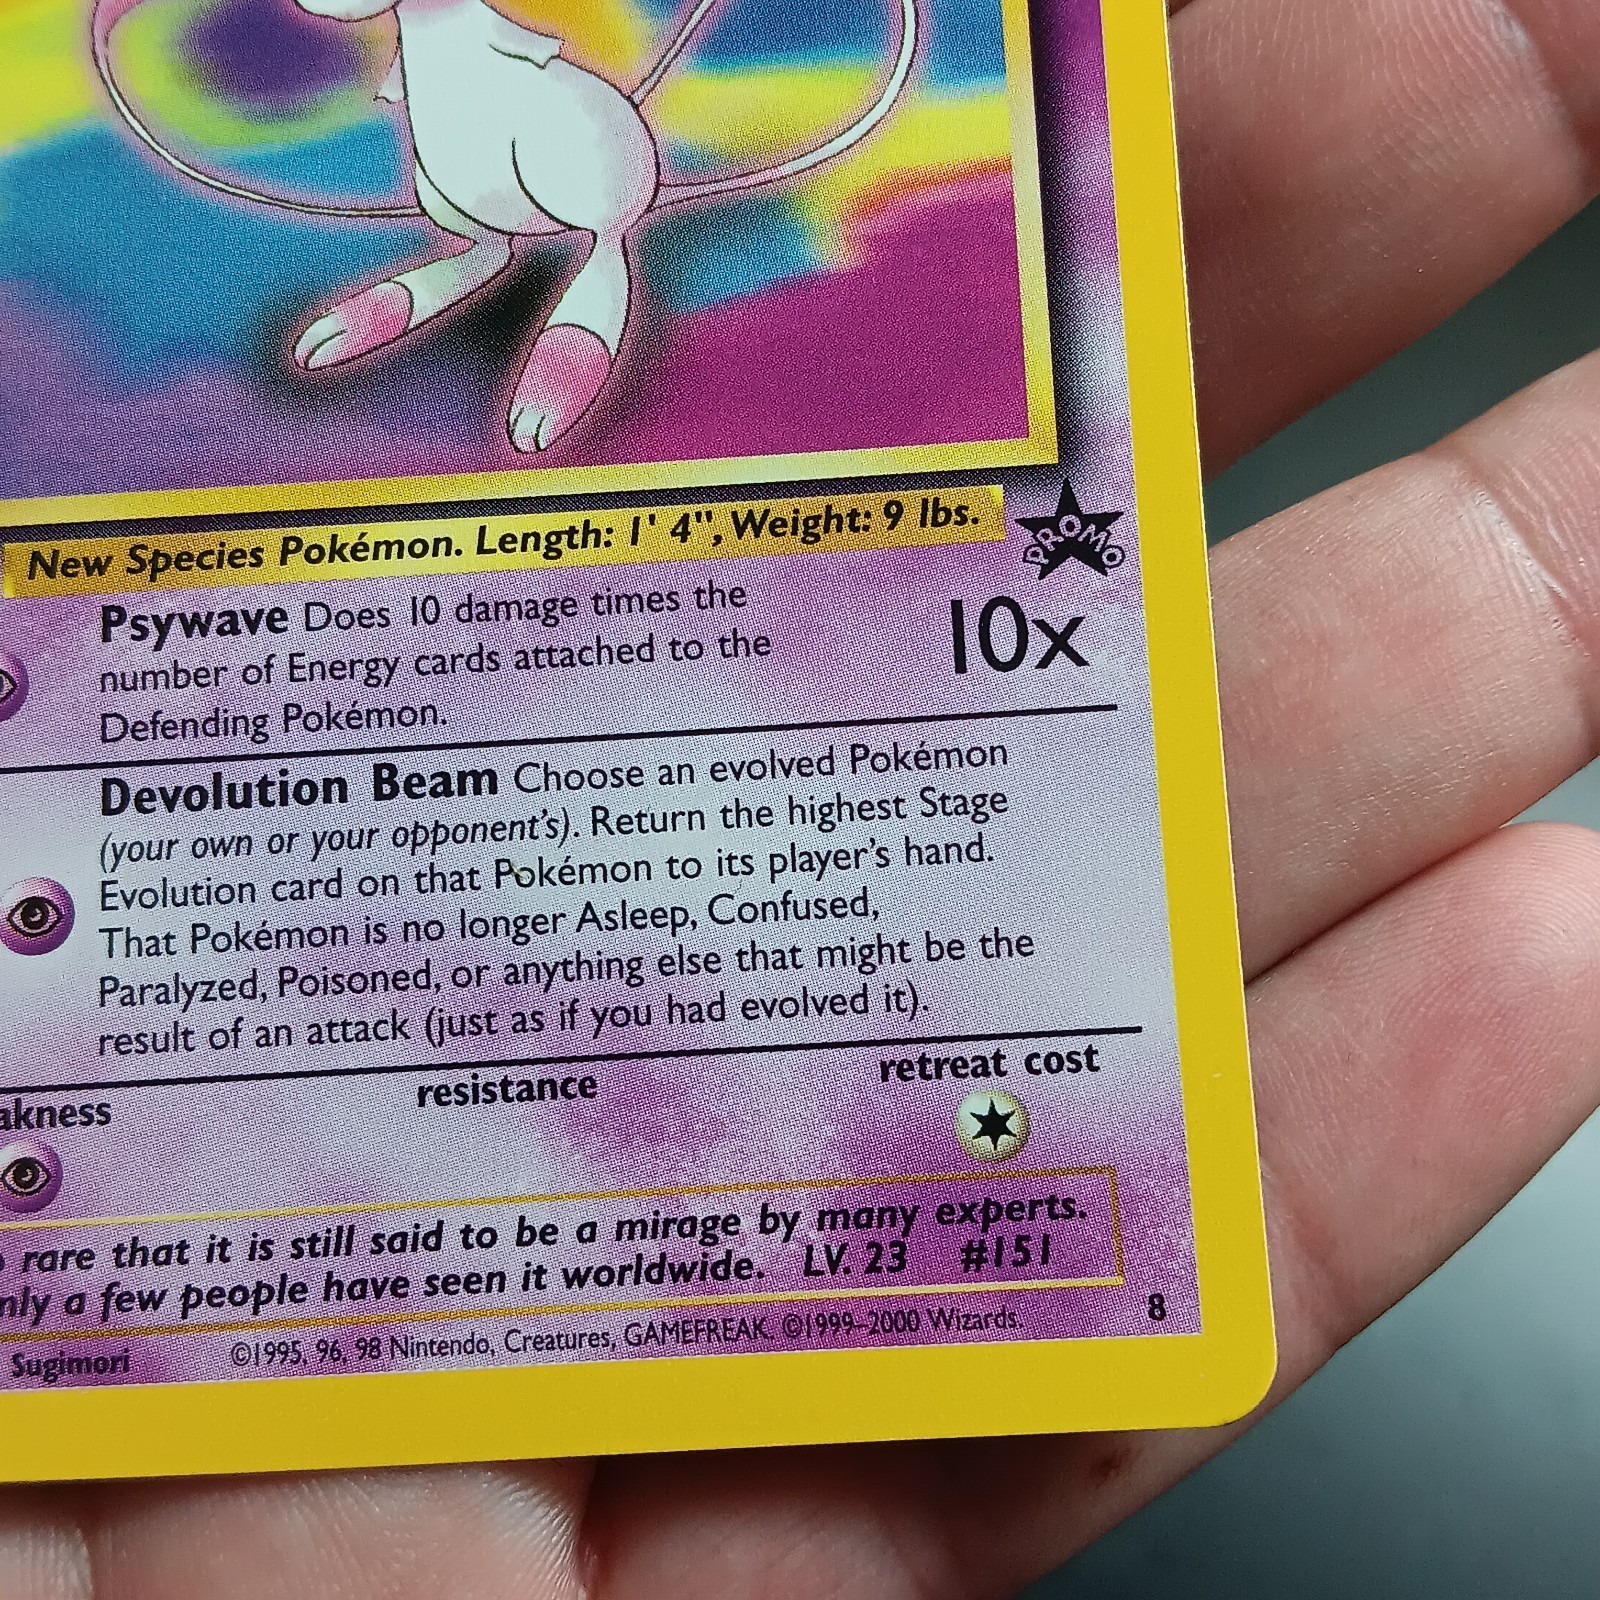 New Species Pokémon. Length: 1' 4", Weight: 9 lbs.
PROMO
Psywave Does 10 damage times the
number of Energy cards attached to the
Defending Pokémon.
10x
Devolution Beam Choose an evolved Pokémon
(your own or your opponent's). Return the highest Stage
Evolution card on that Pokémon to its player's hand.
That Pokémon is no longer Asleep, Confused,
Paralyzed, Poisoned, or anything else that might be the
result of an attack (just as if you had evolved it).
akness resistance retreat cost
rare that it is still said to be a mirage by many experts.
nly a few people have seen it worldwide. LV. 23 #151
Sugimori ©1995, 96, 98 Nintendo, Creatures, GAMEFREAK. ©1999–2000 Wizards. 8